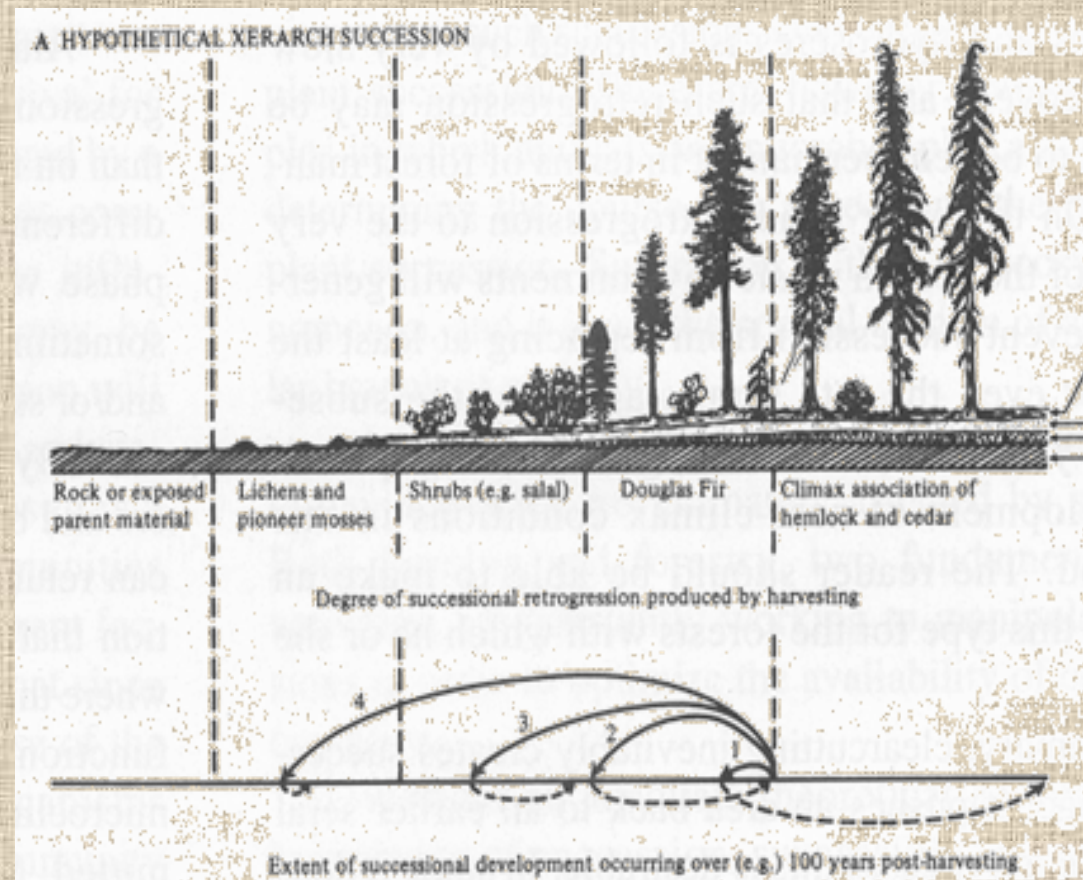 A HYPOTHETICAL XERARCH SUCCESSION
Rock or exposed
parent material
Lichens and
pioneer mosses
Shrubs (e.g. salal)
Douglas Fir
Climax association of
hemlock and cedar
Degree of successional retrogression produced by harvesting
4
3
2
1
Extent of successional development occurring over (e.g.) 100 years post-harvesting